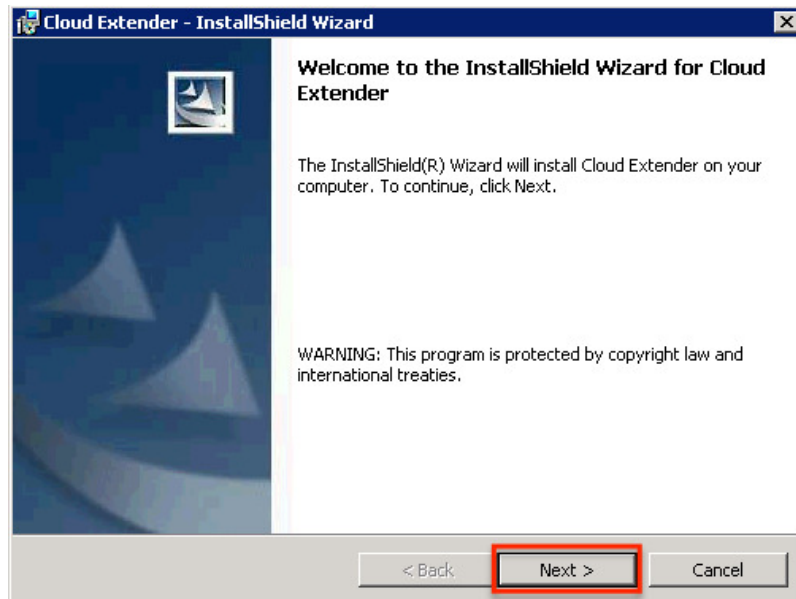 Cloud Extender - InstallShield Wizard
Welcome to the InstallShield Wizard for Cloud
Extender
The InstallShield(R) Wizard will install Cloud Extender on your
computer. To continue, click Next.
WARNING: This program is protected by copyright law and
international treaties.
< Back
Next >
Cancel